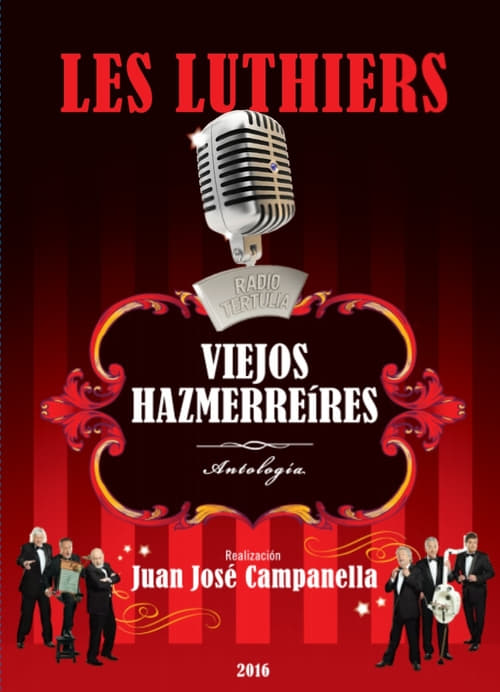 LES LUTHIERS
RADIO
TERTULIA
VIEJOS
HAZMERREÍRES
Antología.
Realización
Juan José Campanella
2016